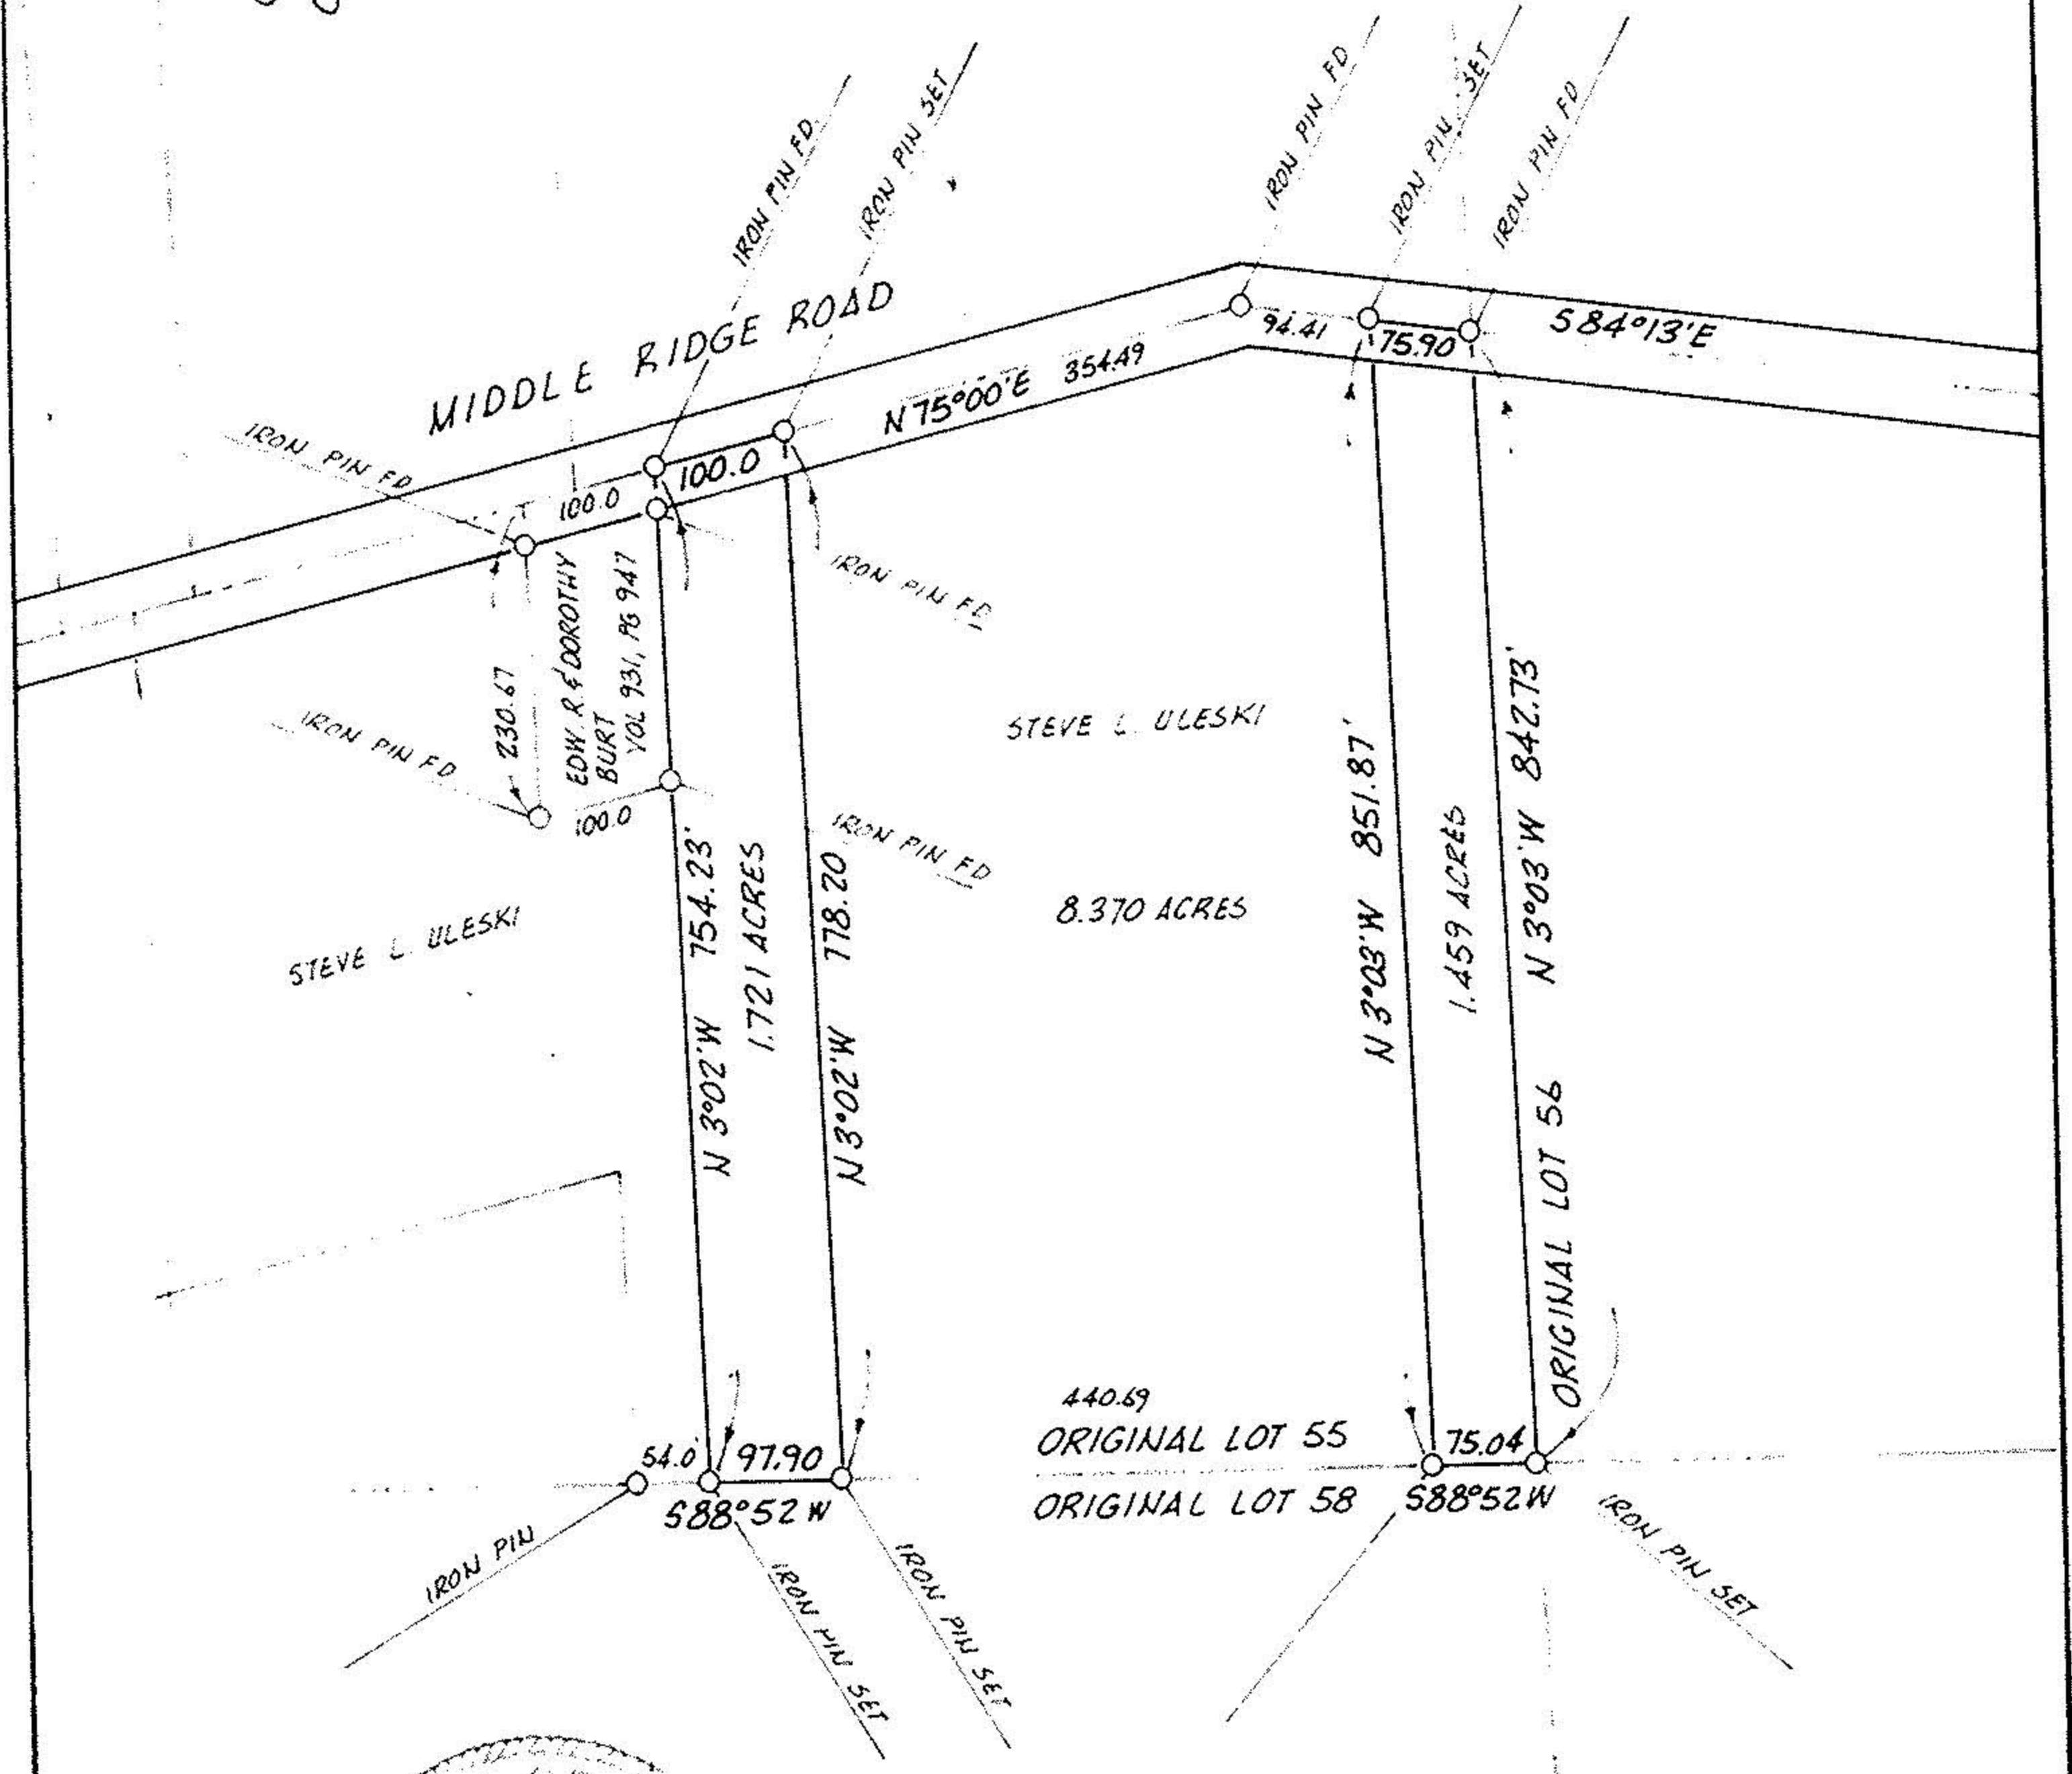 IRON PIN FD.
IRON PIN SET
IRON PIN FD
IRON PIN SET
IRON PIN FD
MIDDLE RIDGE ROAD
94.41
75.90
S 84°13'E
N 75°00'E 354.49
IRON PIN FD
100.0
100.0
IRON PIN FD
230.67
EDW. R. & DOROTHY
BURT
VOL 931, PG 947
IRON PIN FD
100.0
IRON PIN FD
STEVE L. ULESKI
STEVE L. ULESKI
8.370 ACRES
N 3°02'W 754.23'
1.721 ACRES
N 3°02'W 778.20
N 3°03'W 851.87'
1.459 ACRES
N 3°03'W 842.73'
ORIGINAL LOT 56
440.69
ORIGINAL LOT 55
54.0'
97.90
75.04
S88°52 W
ORIGINAL LOT 58
S88°52W
IRON PIN
IRON PIN SET
IRON PIN SET
IRON PIN SET